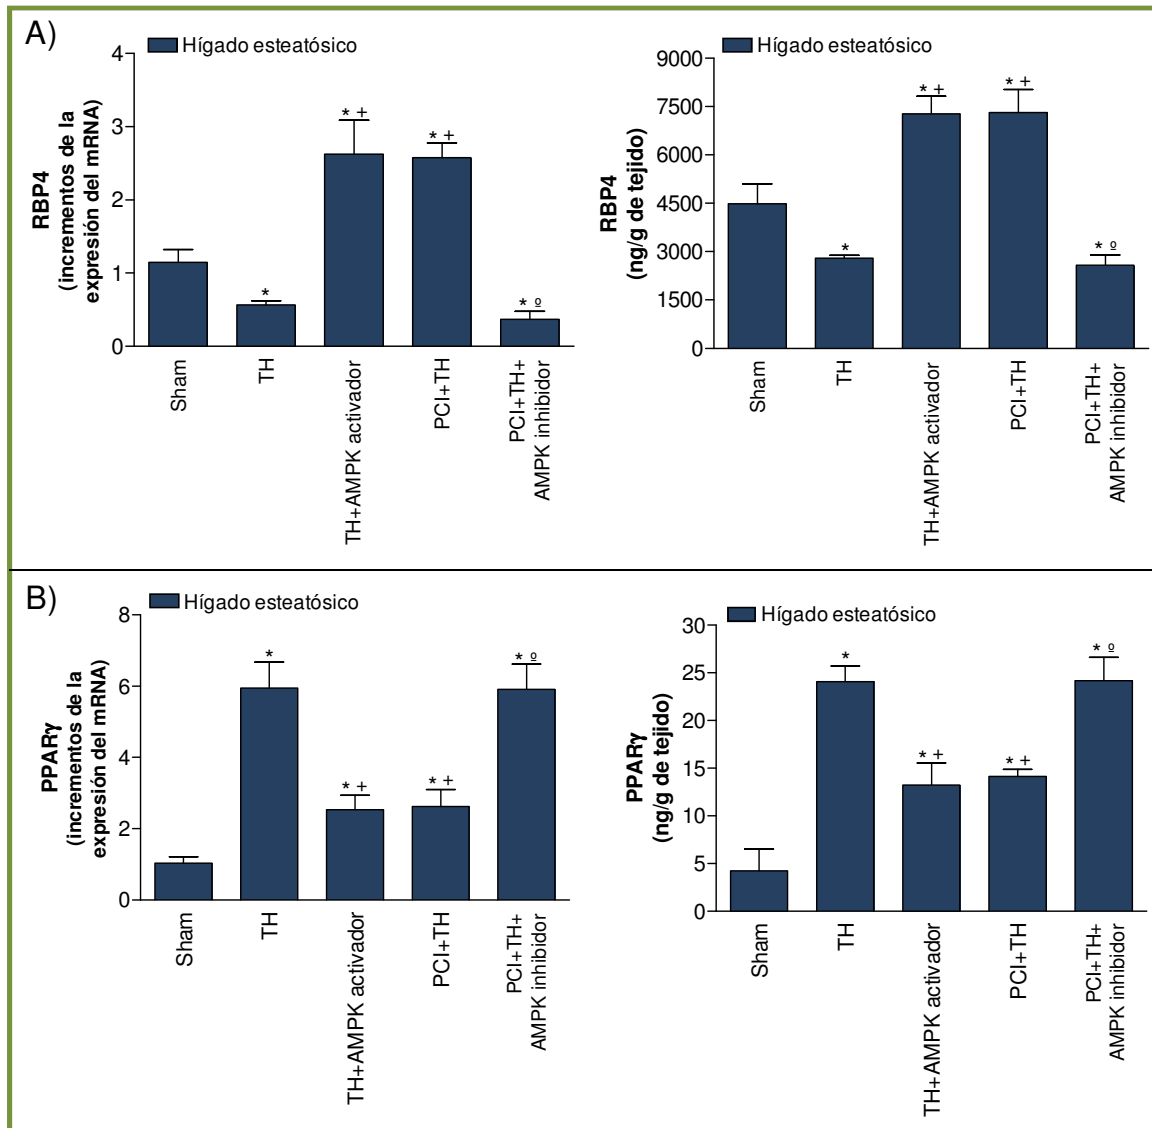 A)
Hígado esteatósico
RBP4
(incrementos de la
expresión del mRNA)
4
3
2
1
0
*
* +
* +
* º
Sham
TH
TH+AMPK activador
PCI+TH
PCI+TH+
AMPK inhibidor
Hígado esteatósico
RBP4
(ng/g de tejido)
9000
7500
6000
4500
3000
1500
0
*
* +
* +
* º
Sham
TH
TH+AMPK activador
PCI+TH
PCI+TH+
AMPK inhibidor
B)
Hígado esteatósico
PPARγ
(incrementos de la
expresión del mRNA)
8
6
4
2
0
*
* +
* +
* º
Sham
TH
TH+AMPK activador
PCI+TH
PCI+TH+
AMPK inhibidor
Hígado esteatósico
PPARγ
(ng/g de tejido)
30
25
20
15
10
5
0
*
* +
* +
* º
Sham
TH
TH+AMPK activador
PCI+TH
PCI+TH+
AMPK inhibidor